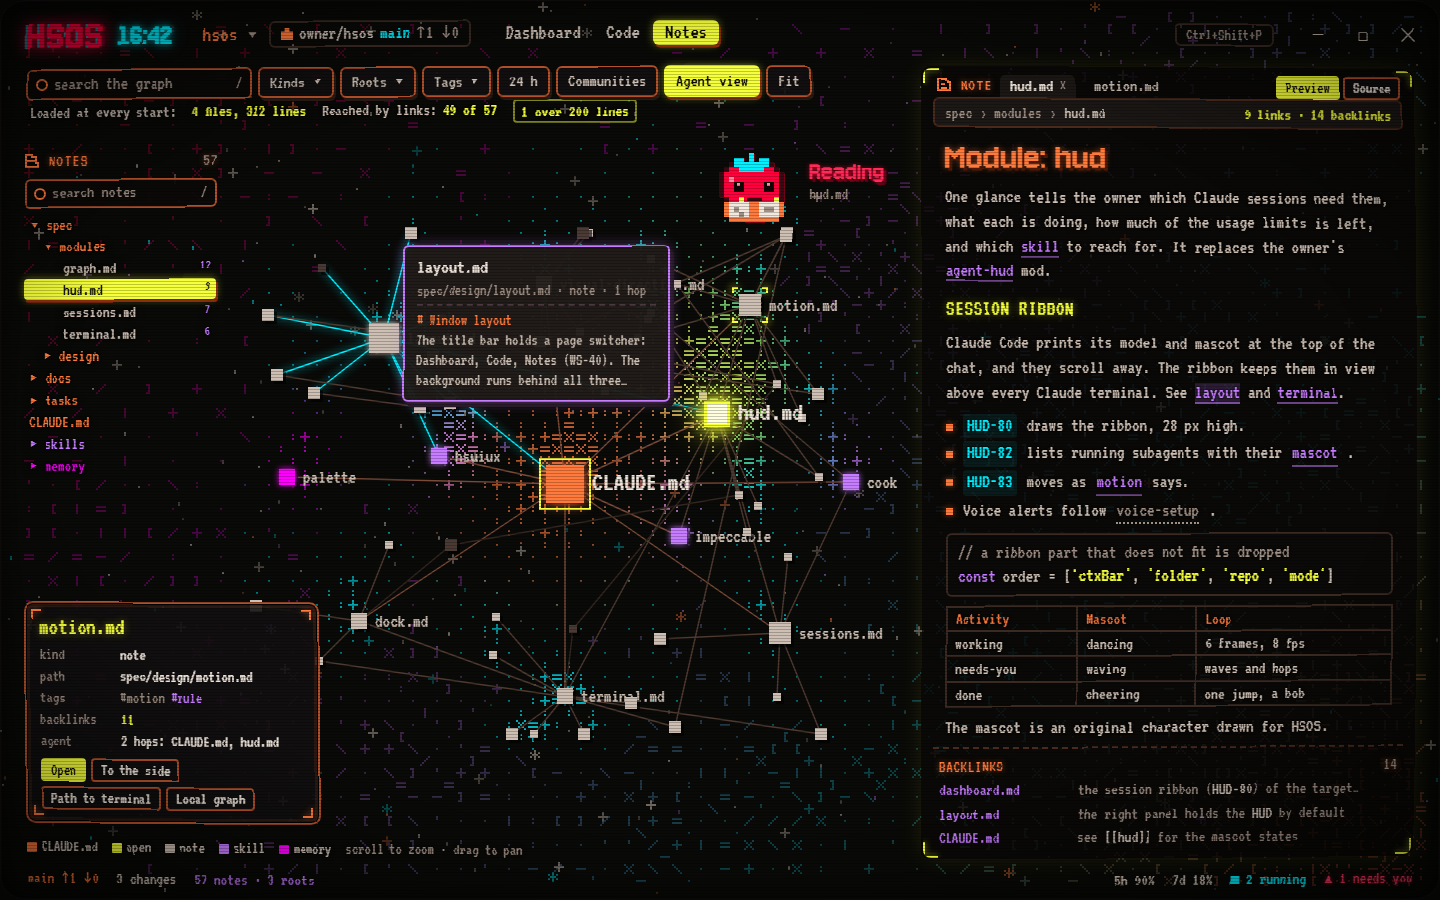 HSOS 16:42 hsos owner/hsos main ↑1 ↓0 Dashboard Code Notes Ctrl+Shift+P
search the graph / Kinds Roots Tags 24 h Communities Agent view Fit
Loaded at every start: 4 files, 312 lines Reached by links: 49 of 57 1 over 200 lines
NOTES 57
search notes /
spec
modules
graph.md 12
hud.md 9
sessions.md 7
terminal.md 6
design
docs
tasks
CLAUDE.md
skills
memory
Reading
hud.md
layout.md
spec/design/layout.md · note · 1 hop
# Window layout
The title bar holds a page switcher:
Dashboard, Code, Notes (WS-40). The
background runs behind all three…
.md
motion.md
hud.md
hsuiux
palette
CLAUDE.md
cook
impeccable
dock.md
sessions.md
terminal.md
motion.md
kind note
path spec/design/motion.md
tags #motion #rule
backlinks 11
agent 2 hops: CLAUDE.md, hud.md
Open To the side
Path to terminal Local graph
CLAUDE.md open note skill memory scroll to zoom · drag to pan
main ↑1 ↓0 3 changes 57 notes · 3 roots
NOTE hud.md x motion.md Preview Source
spec › modules › hud.md 9 links · 14 backlinks
Module: hud
One glance tells the owner which Claude sessions need them,
what each is doing, how much of the usage limits is left,
and which skill to reach for. It replaces the owner's
agent-hud mod.
SESSION RIBBON
Claude Code prints its model and mascot at the top of the
chat, and they scroll away. The ribbon keeps them in view
above every Claude terminal. See layout and terminal.
HUD-80 draws the ribbon, 28 px high.
HUD-82 lists running subagents with their mascot .
HUD-83 moves as motion says.
Voice alerts follow voice-setup .
// a ribbon part that does not fit is dropped
const order = ['ctxBar', 'folder', 'repo', 'mode']
Activity Mascot Loop
working dancing 6 frames, 8 fps
needs-you waving waves and hops
done cheering one jump, a bob
The mascot is an original character drawn for HSOS.
BACKLINKS 14
dashboard.md the session ribbon (HUD-80) of the target…
layout.md the right panel holds the HUD by default
CLAUDE.md see [[hud]] for the mascot states
5h 90% 7d 18% 2 running 1 needs you